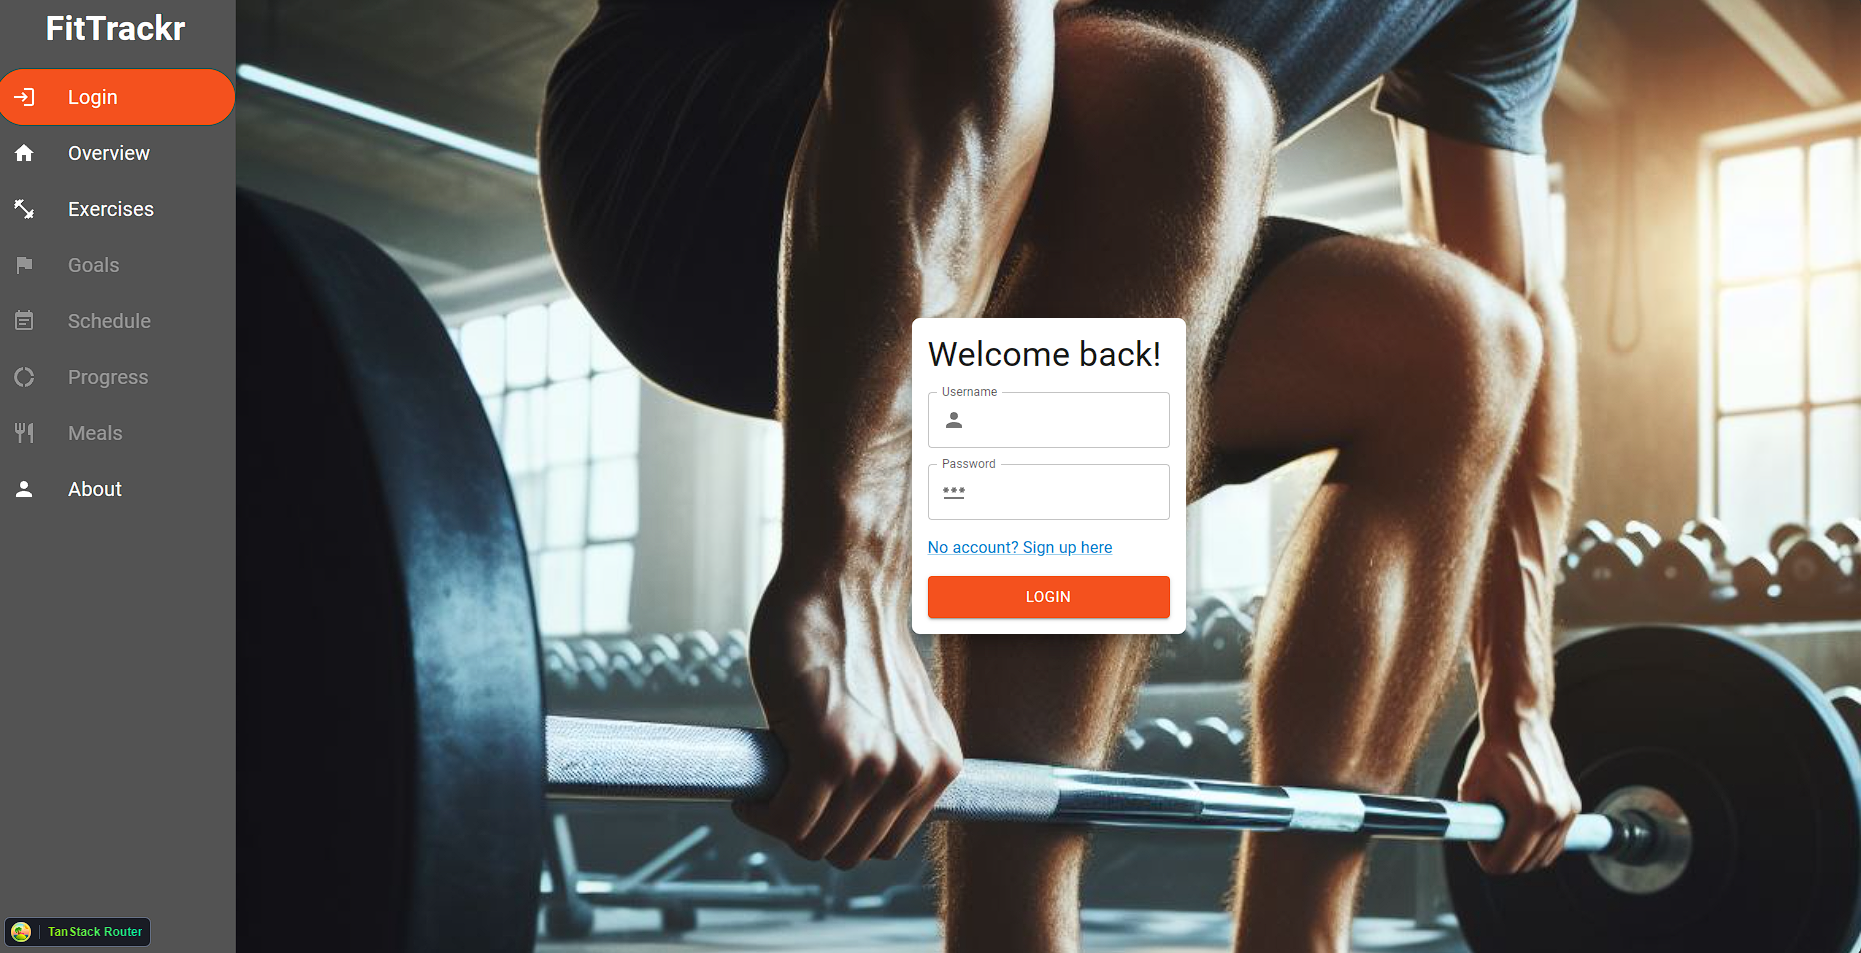 FitTrackr
Login
Overview
Exercises
Goals
Schedule
Progress
Meals
About
TanStack Router
Welcome back!
Username
Password
No account? Sign up here
LOGIN